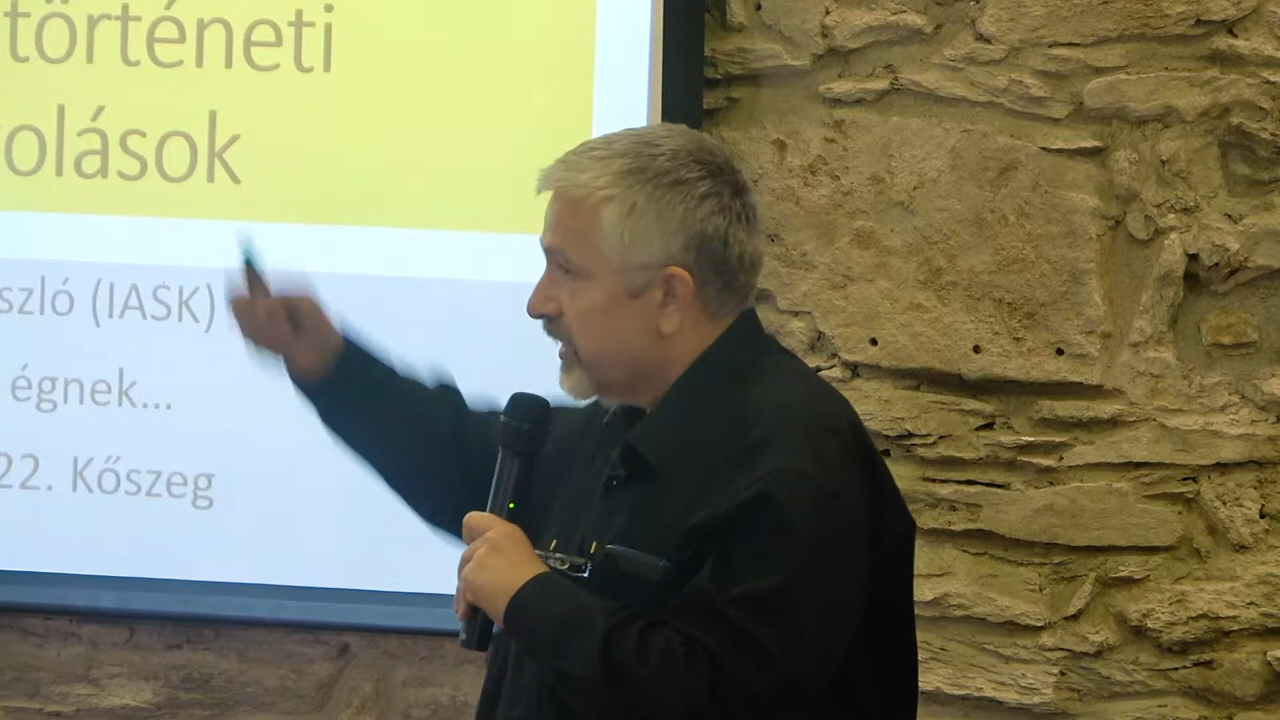 történeti
olások
szló (IASK)
égnek...
22. Kőszeg